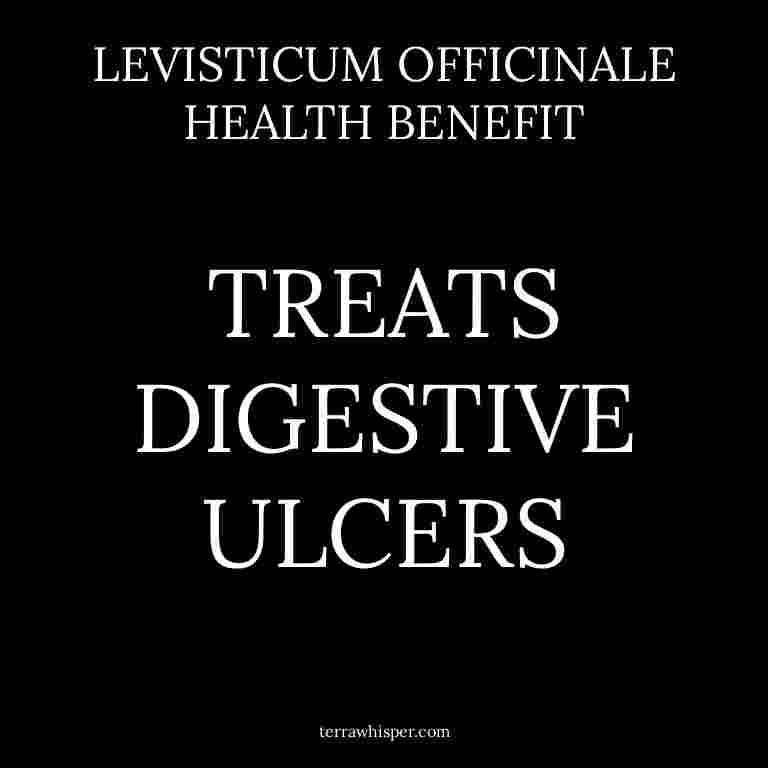 LEVISTICUM OFFICINALE
HEALTH BENEFIT
TREATS
DIGESTIVE
ULCERS
terrawhisper.com